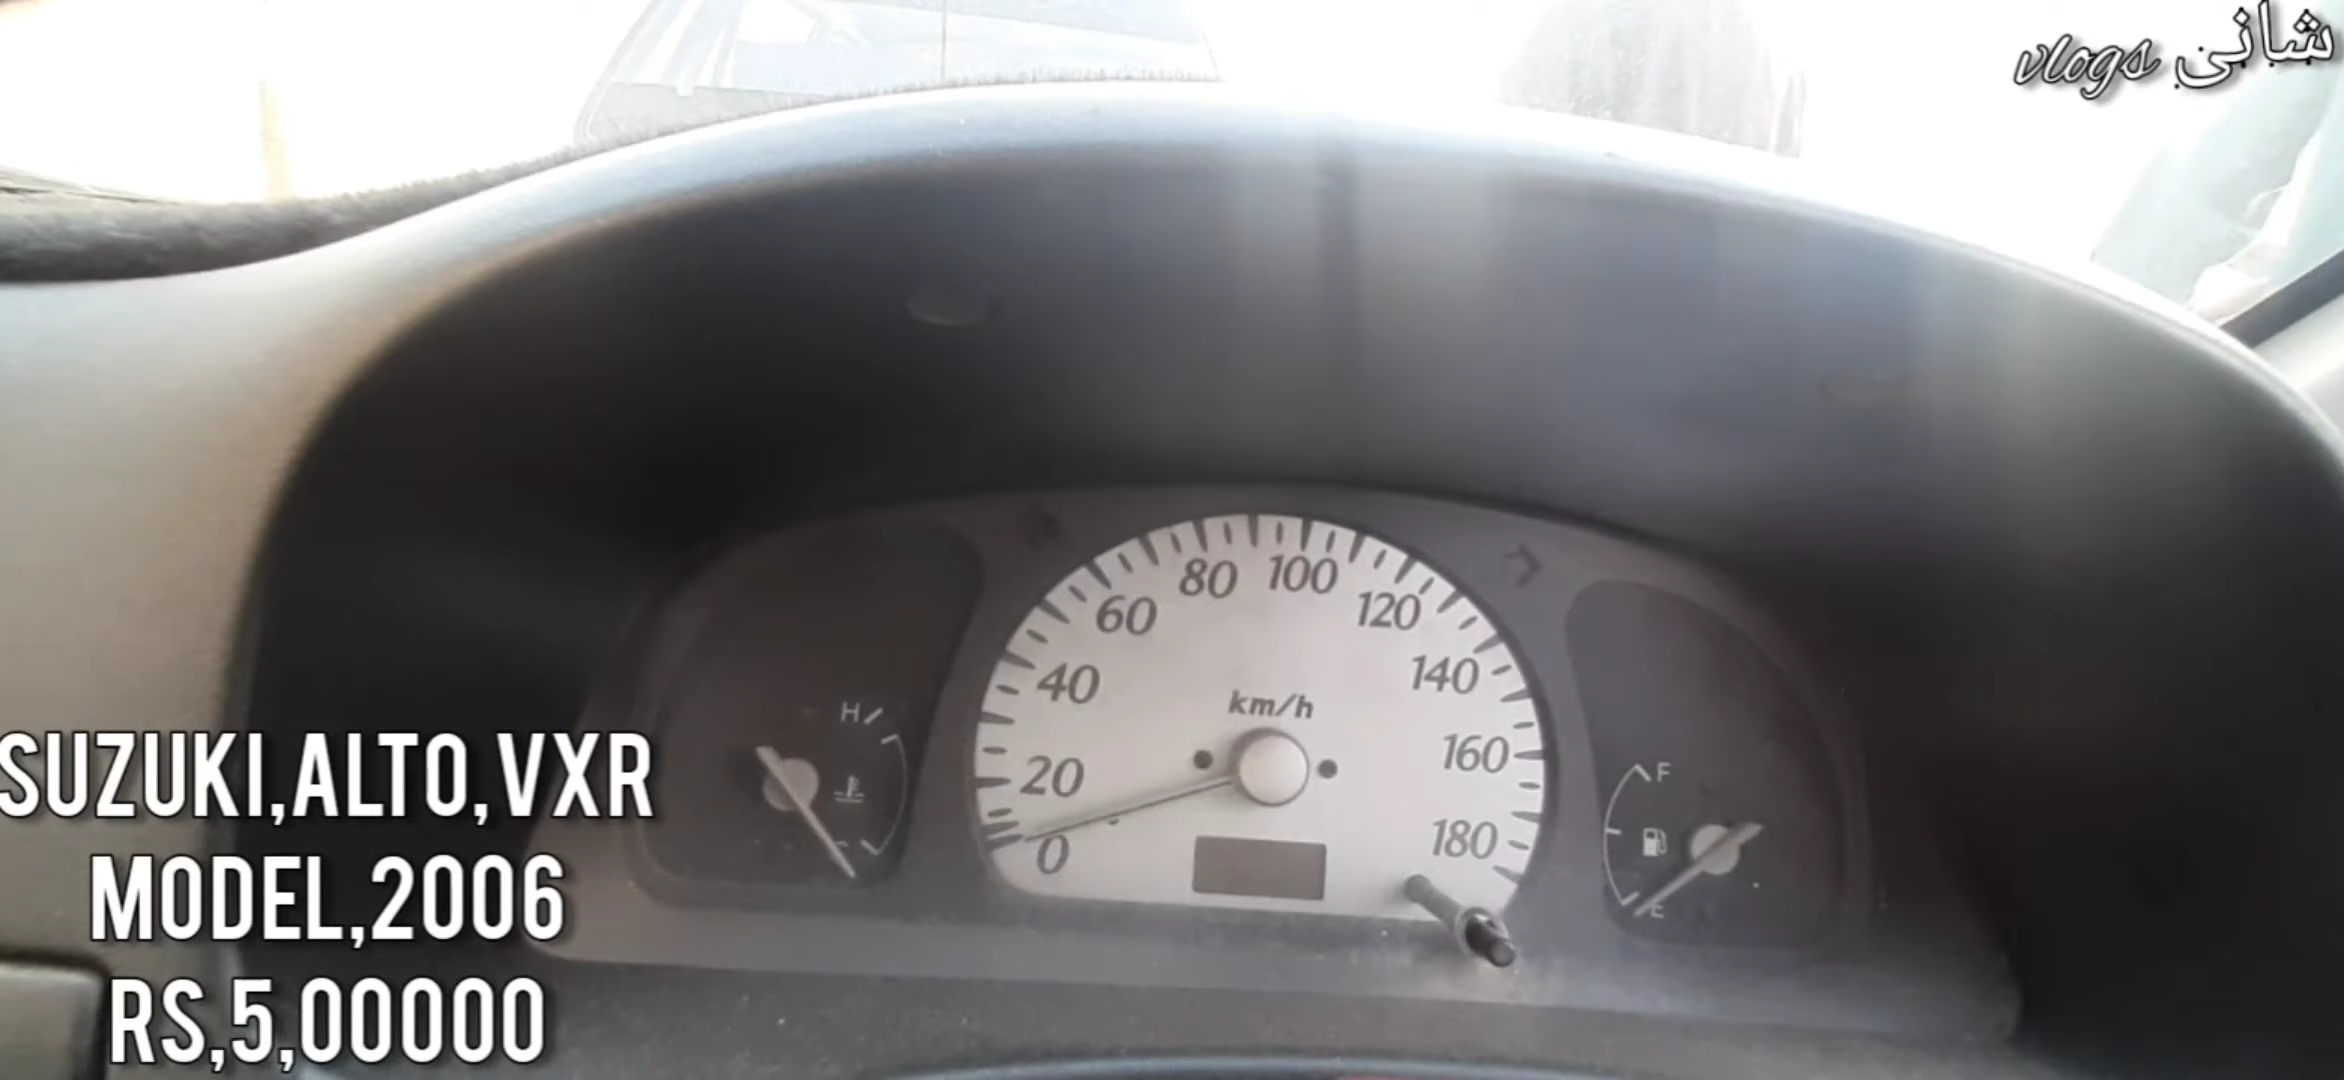 شانی vlogs
80 100
60 120
40 140
km/h
H
20 160
F
0 180
E
SUZUKI,ALTO,VXR
MODEL,2006
RS,5,00000